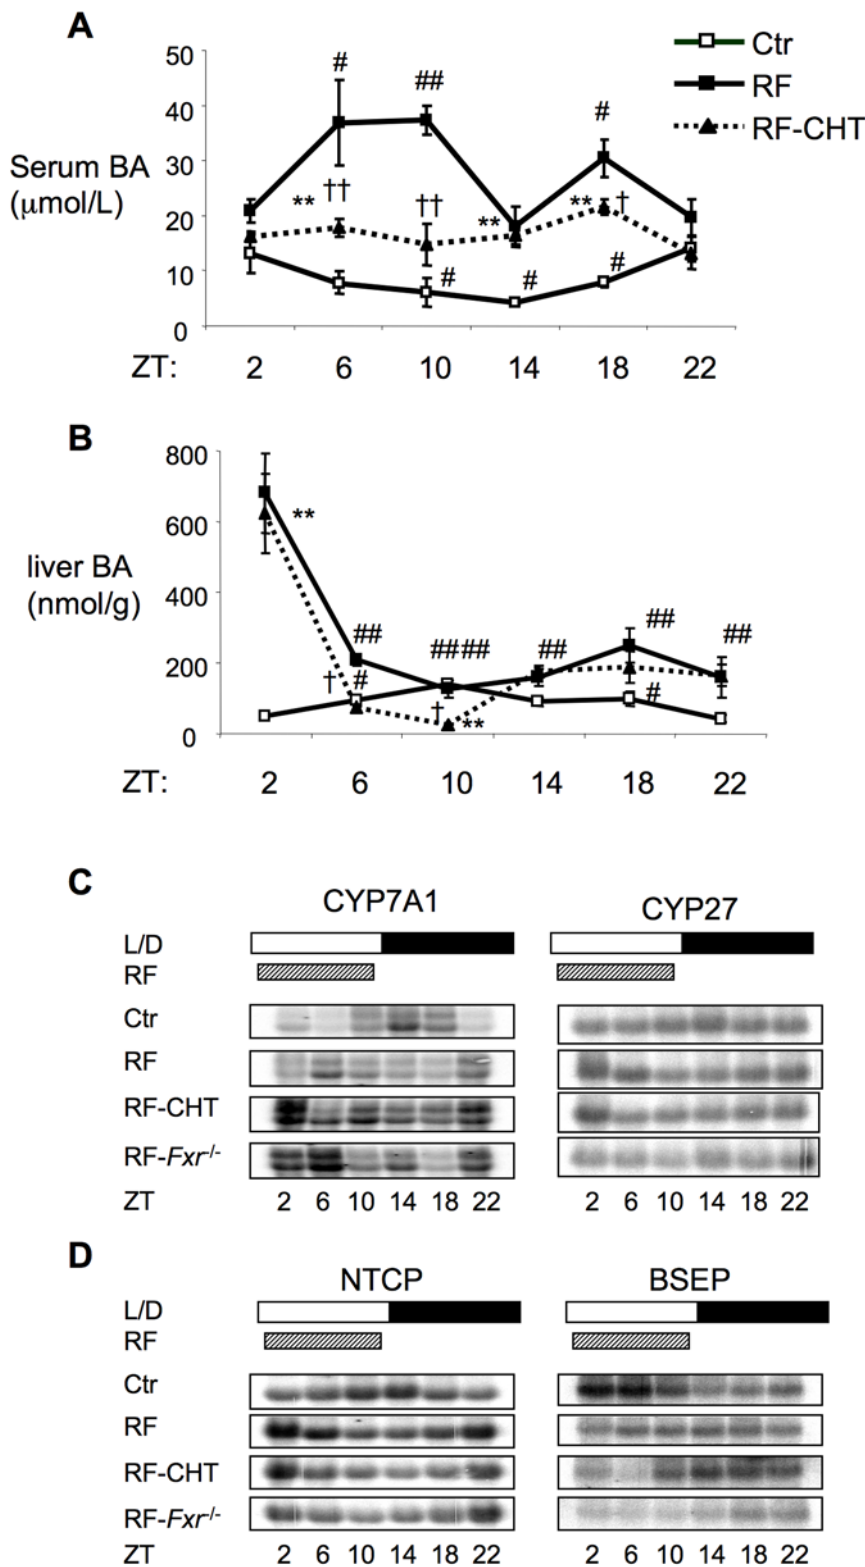 A
50
40
30
20
10
0
Serum BA
(μmol/L)
# ## #
** †† †† ** ** †
# # #
Ctr
RF
RF-CHT
ZT: 2 6 10 14 18 22
B
800
600
400
200
0
liver BA
(nmol/g)
**
## ## ## ## ## ##
† # † ** #
ZT: 2 6 10 14 18 22
C
CYP7A1 CYP27
L/D
RF
Ctr
RF
RF-CHT
RF-Fxr-/-
ZT 2 6 10 14 18 22 2 6 10 14 18 22
D
NTCP BSEP
L/D
RF
Ctr
RF
RF-CHT
RF-Fxr-/-
ZT 2 6 10 14 18 22 2 6 10 14 18 22